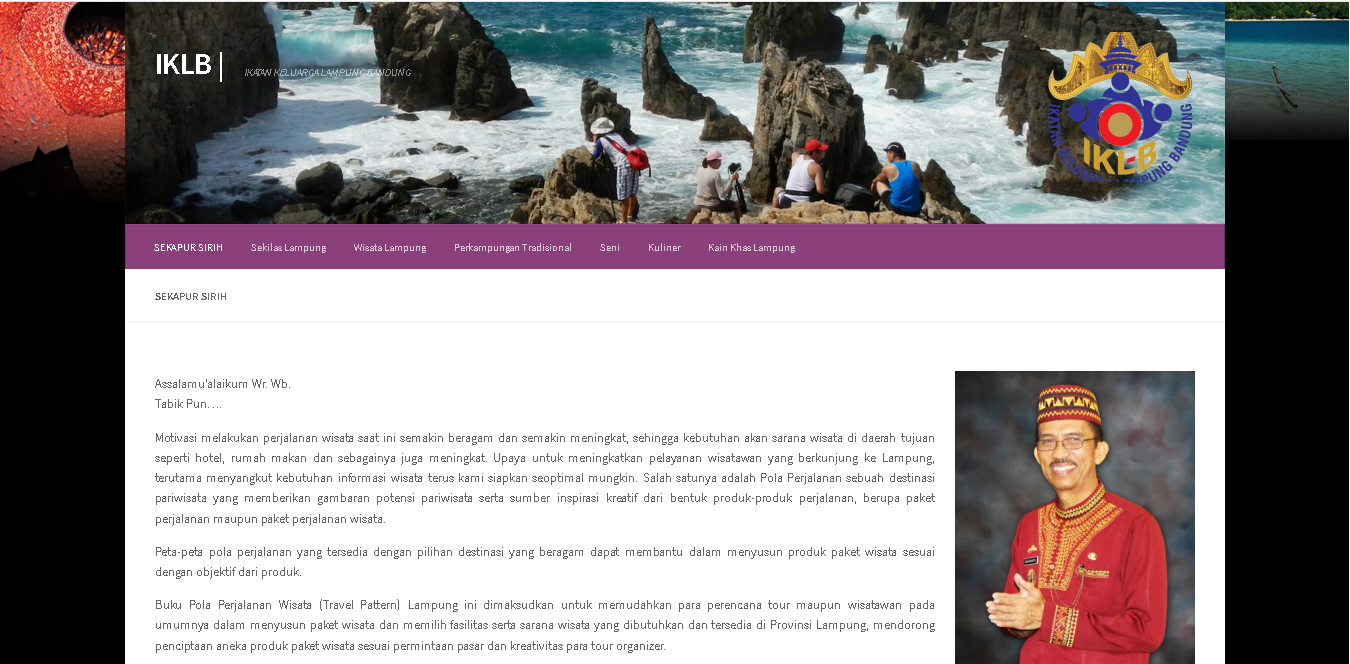 IKLB
IKATAN KELUARGA LAMPUNG BANDUNG
IKLB
IKATAN KELUARGA LAMPUNG BANDUNG
SEKAPUR SIRIH Sekilas Lampung Wisata Lampung Perkampungan Tradisional Seni Kuliner Kain Khas Lampung
SEKAPUR SIRIH
Assalamu'alaikum Wr. Wb.
Tabik Pun....
Motivasi melakukan perjalanan wisata saat ini semakin beragam dan semakin meningkat, sehingga kebutuhan akan sarana wisata di daerah tujuan
seperti hotel, rumah makan dan sebagainya juga meningkat. Upaya untuk meningkatkan pelayanan wisatawan yang berkunjung ke Lampung,
terutama menyangkut kebutuhan informasi wisata terus kami siapkan seoptimal mungkin. Salah satunya adalah Pola Perjalanan sebuah destinasi
pariwisata yang memberikan gambaran potensi pariwisata serta sumber inspirasi kreatif dari bentuk produk-produk perjalanan, berupa paket
perjalanan maupun paket perjalanan wisata.
Peta-peta pola perjalanan yang tersedia dengan pilihan destinasi yang beragam dapat membantu dalam menyusun produk paket wisata sesuai
dengan objektif dari produk.
Buku Pola Perjalanan Wisata (Travel Pattern) Lampung ini dimaksudkan untuk memudahkan para perencana tour maupun wisatawan pada
umumnya dalam menyusun paket wisata dan memilih fasilitas serta sarana wisata yang dibutuhkan dan tersedia di Provinsi Lampung, mendorong
penciptaan aneka produk paket wisata sesuai permintaan pasar dan kreativitas para tour organizer.